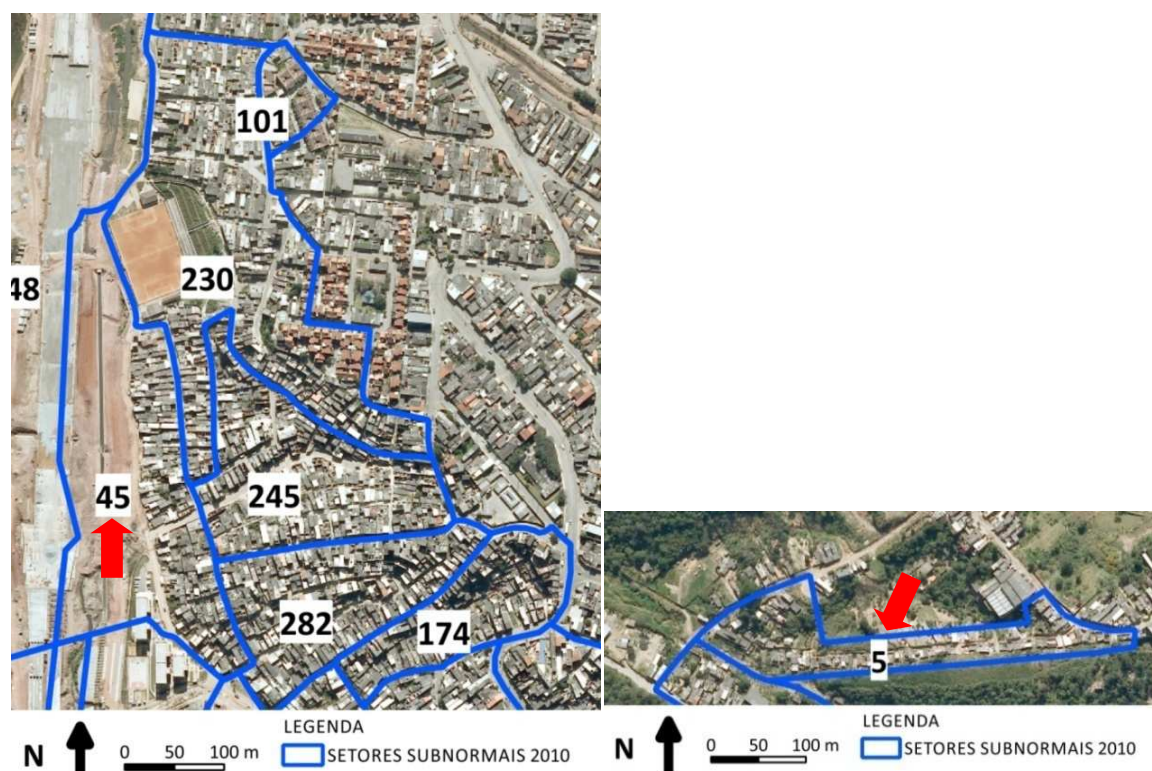 101
230
48
45
245
282
174
5
N
0 50 100 m
LEGENDA
SETORES SUBNORMAIS 2010
N
0 50 100 m
LEGENDA
SETORES SUBNORMAIS 2010